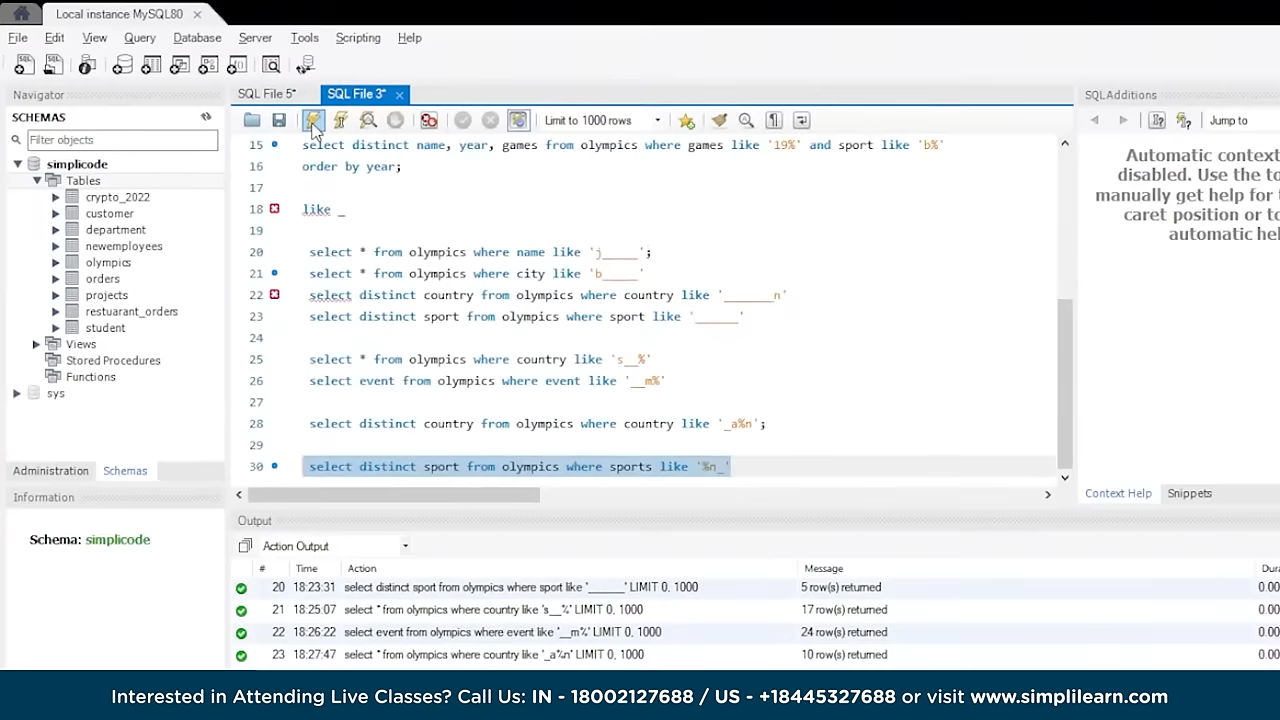 Local instance MySQL80
File Edit View Query Database Server Tools Scripting Help
Navigator
SCHEMAS
Filter objects
simplicode
Tables
crypto_2022
customer
department
newemployees
olympics
orders
projects
restuarant_orders
student
Views
Stored Procedures
Functions
sys
Administration Schemas
Information
Schema: simplicode
SQL File 5* SQL File 3*
Limit to 1000 rows
15 select distinct name, year, games from olympics where games like '19%' and sport like 'b%'
16 order by year;
17
18 like _
19
20 select * from olympics where name like 'j_____';
21 select * from olympics where city like 'b_____'
22 select distinct country from olympics where country like '_______n'
23 select distinct sport from olympics where sport like '______'
24
25 select * from olympics where country like 's__%'
26 select event from olympics where event like '__m%'
27
28 select distinct country from olympics where country like '_a%n';
29
30 select distinct sport from olympics where sports like '%n_'
SQLAdditions
Jump to
Automatic context
disabled. Use the to
manually get help for t
caret position or to
automatic hel
Context Help Snippets
Output
Action Output
# Time Action Message Dura
20 18:23:31 select distinct sport from olympics where sport like '______' LIMIT 0, 1000 5 row(s) returned 0.00
21 18:25:07 select * from olympics where country like 's__%' LIMIT 0, 1000 17 row(s) returned 0.00
22 18:26:22 select event from olympics where event like '__m%' LIMIT 0, 1000 24 row(s) returned 0.00
23 18:27:47 select * from olympics where country like '_a%n' LIMIT 0, 1000 10 row(s) returned 0.00
Interested in Attending Live Classes? Call Us: IN - 18002127688 / US - +18445327688 or visit www.simplilearn.com